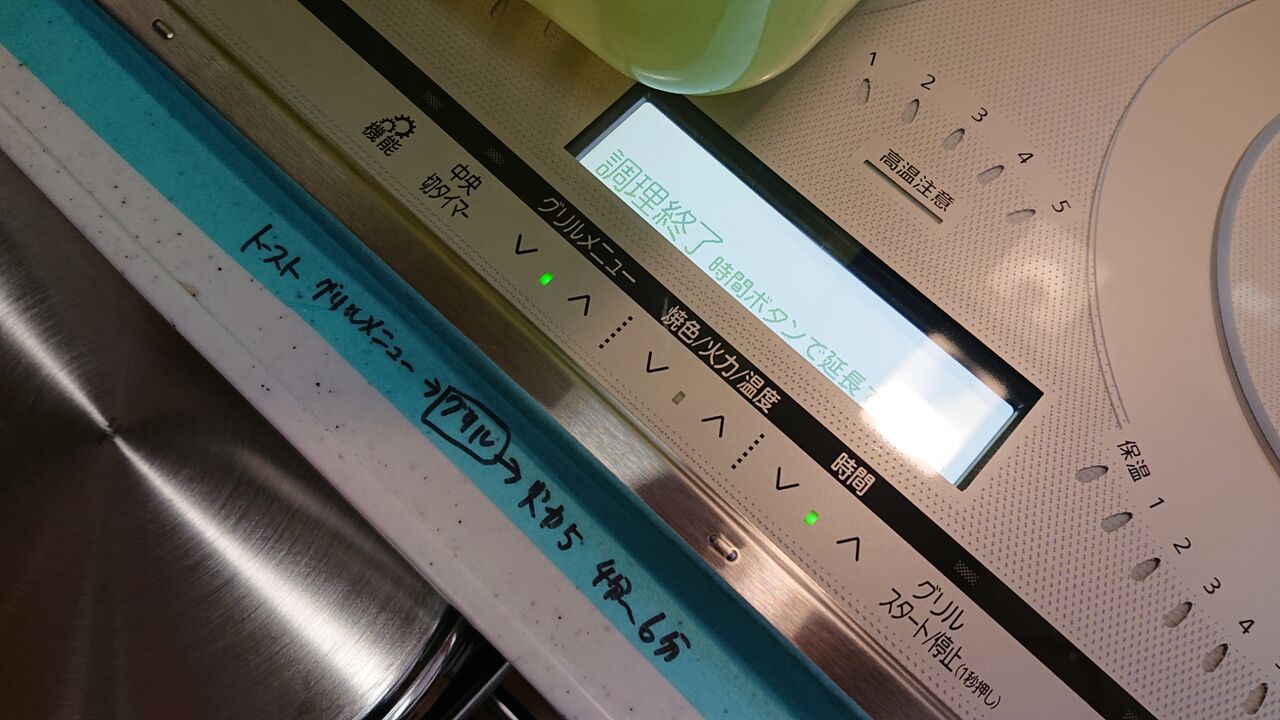 1
2
3
4
5
高温注意
調理終了 時間ボタンで延長
機能
中央
切タイマー
グリルメニュー
焼色/火力/温度
時間
グリル
スタート/停止(1秒押し)
保温
1
2
3
4
トースト グリルメニュー→グリル→火力5
6分